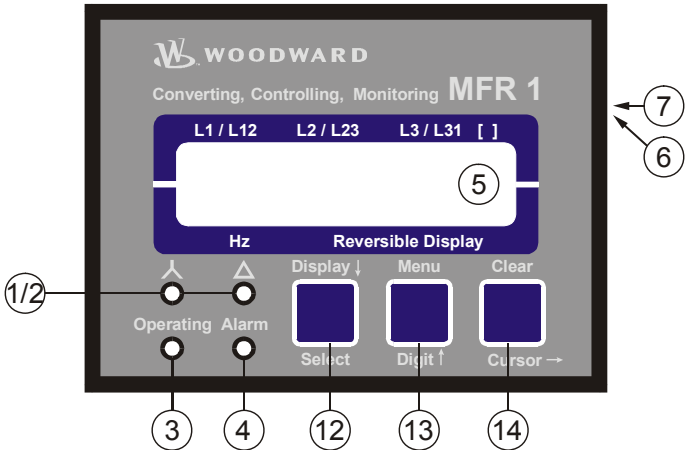 W WOODWARD
Converting, Controlling, Monitoring MFR 1
L1 / L12 L2 / L23 L3 / L31 [ ]
5
Hz Reversible Display
7
6
Display ↓ Menu Clear
1/2
Operating Alarm
Select Digit ↑ Cursor →
3 4 12 13 14